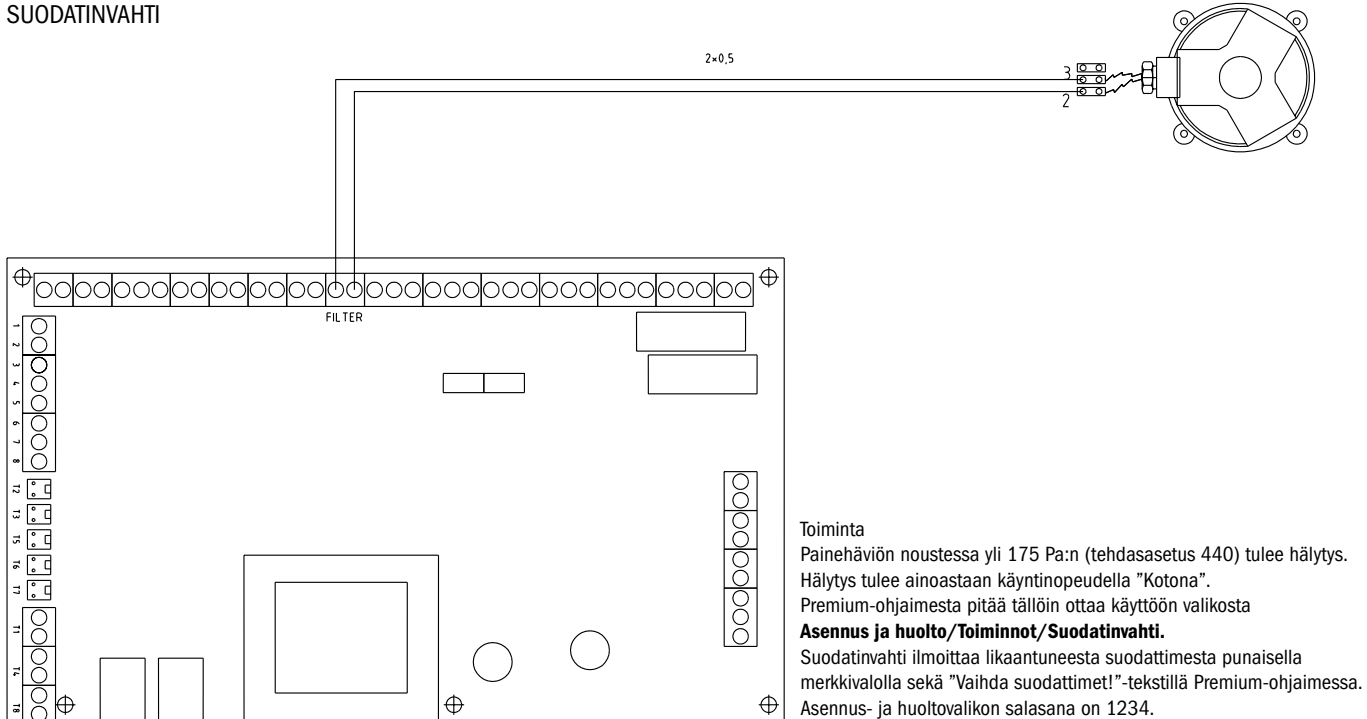 SUODATINVAHTI
2×0,5
3
2
FILTER
1
2
3
4
5
6
7
8
T2
T3
T5
T6
T7
T1
T4
T8
Toiminta
Painehäviön noustessa yli 175 Pa:n (tehdasasetus 440) tulee hälytys.
Hälytys tulee ainoastaan käyntinopeudella ”Kotona”.
Premium-ohjaimesta pitää tällöin ottaa käyttöön valikosta
Asennus ja huolto/Toiminnot/Suodatinvahti.
Suodatinvahti ilmoittaa likaantuneesta suodattimesta punaisella
merkkivalolla sekä ”Vaihda suodattimet!”-tekstillä Premium-ohjaimessa.
Asennus- ja huoltovalikon salasana on 1234.